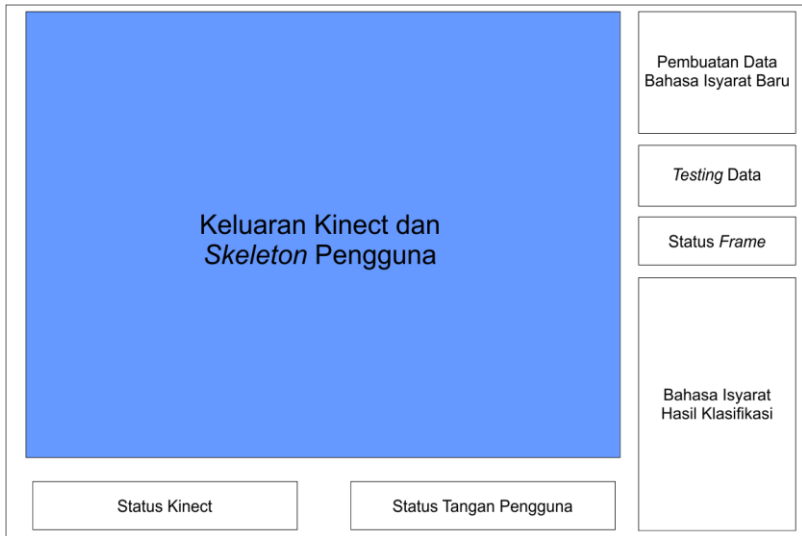 Keluaran Kinect dan
Skeleton Pengguna
Pembuatan Data
Bahasa Isyarat Baru
Testing Data
Status Frame
Bahasa Isyarat
Hasil Klasifikasi
Status Kinect
Status Tangan Pengguna